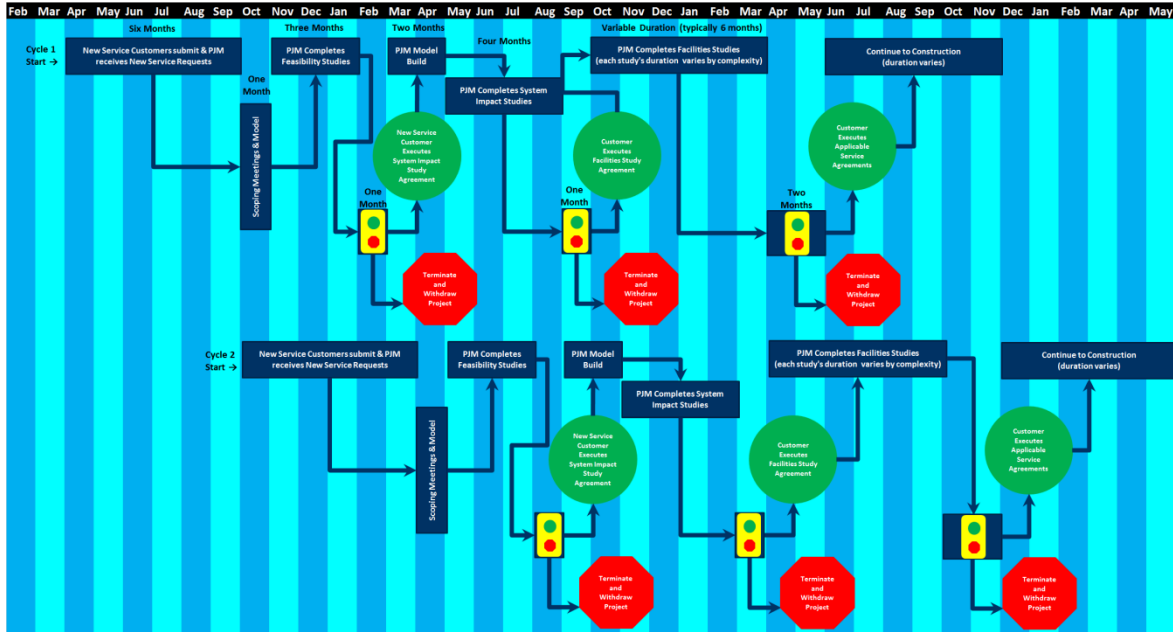 Feb Mar Apr May Jun Jul Aug Sep Oct Nov Dec Jan Feb Mar Apr May Jun Jul Aug Sep Oct Nov Dec Jan Feb Mar Apr May Jun Jul Aug Sep Oct Nov Dec Jan Feb Mar Apr May
Six Months
Three Months
Two Months
Four Months
Variable Duration (typically 6 months)
Cycle 1
Start →
New Service Customers submit & PJM
receives New Service Requests
One
Month
Scoping Meetings & Model
PJM Completes
Feasibility Studies
PJM Model
Build
PJM Completes System
Impact Studies
PJM Completes Facilities Studies
(each study's duration varies by complexity)
Continue to Construction
(duration varies)
New Service
Customer
Executes
System Impact
Study
Agreement
Customer
Executes
Facilities Study
Agreement
Customer
Executes
Applicable
Service
Agreements
One
Month
One
Month
Two
Months
Terminate
and
Withdraw
Project
Terminate
and
Withdraw
Project
Terminate
and
Withdraw
Project
Cycle 2
Start →
New Service Customers submit & PJM
receives New Service Requests
Scoping Meetings & Model
PJM Completes
Feasibility Studies
PJM Model
Build
PJM Completes System
Impact Studies
PJM Completes Facilities Studies
(each study's duration varies by complexity)
Continue to Construction
(duration varies)
New Service
Customer
Executes
System Impact
Study
Agreement
Customer
Executes
Facilities Study
Agreement
Customer
Executes
Applicable
Service
Agreements
Terminate
and
Withdraw
Project
Terminate
and
Withdraw
Project
Terminate
and
Withdraw
Project